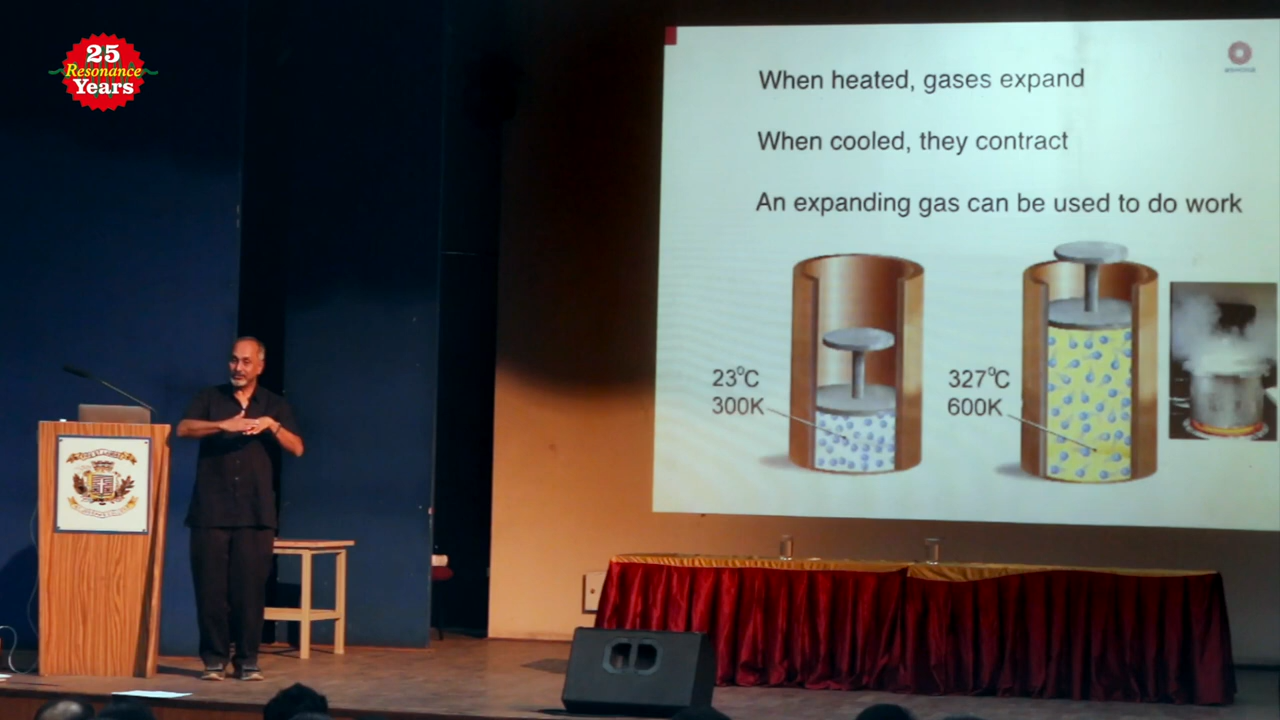 25
Resonance
Years
When heated, gases expand
When cooled, they contract
An expanding gas can be used to do work
23°C
300K
327°C
600K